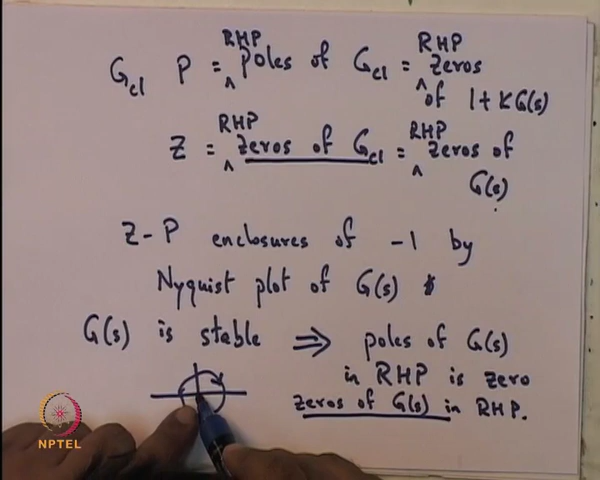 G_cl P = ^RHP poles of G_cl = ^RHP zeros
of 1+KG(s)
Z = ^RHP zeros of G_cl = ^RHP zeros of
G(s)
Z-P enclosures of -1 by
Nyquist plot of G(s)
G(s) is stable ⇒ poles of G(s)
in RHP is zero
zeros of G(s) in RHP.
NPTEL